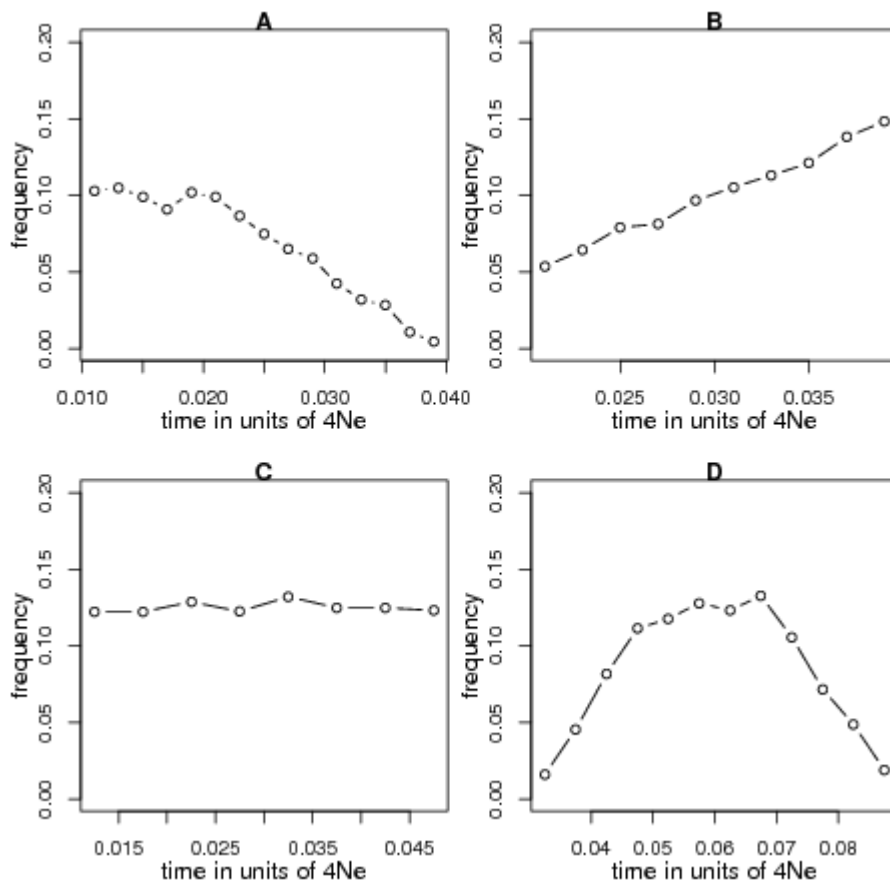 A
frequency
0.00 0.05 0.10 0.15 0.20
0.010 0.020 0.030 0.040
time in units of 4Ne
B
frequency
0.00 0.05 0.10 0.15 0.20
0.025 0.030 0.035
time in units of 4Ne
C
frequency
0.00 0.05 0.10 0.15 0.20
0.015 0.025 0.035 0.045
time in units of 4Ne
D
frequency
0.00 0.05 0.10 0.15 0.20
0.04 0.05 0.06 0.07 0.08
time in units of 4Ne